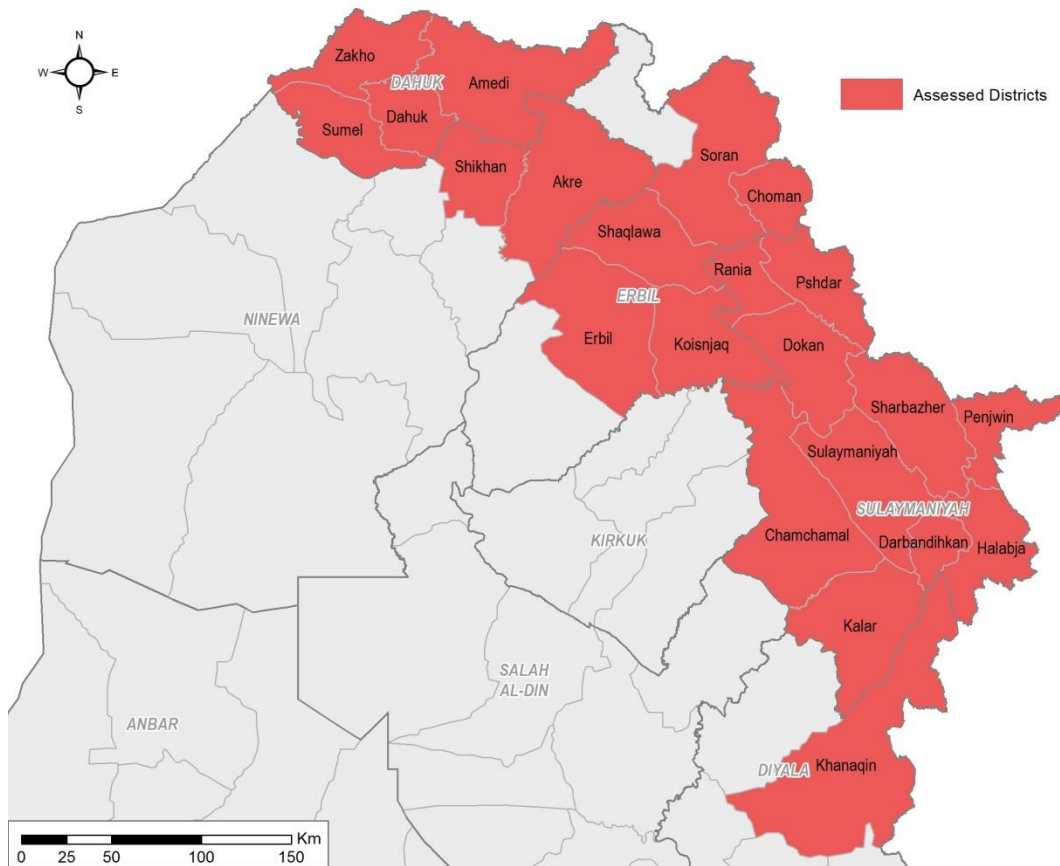 N
W E
S
Assessed Districts
Zakho
DAHUK
Amedi
Sumel
Dahuk
Shikhan
Akre
Soran
Choman
Shaqlawa
Rania
Pshdar
ERBIL
NINEWA
Erbil
Koisnjaq
Dokan
Sharbazher
Penjwin
Sulaymaniyah
SULAYMANIYAH
KIRKUK
Chamchamal
Darbandihkan
Halabja
Kalar
SALAH
AL-DIN
ANBAR
DIYALA
Khanaqin
Km
0 25 50 100 150